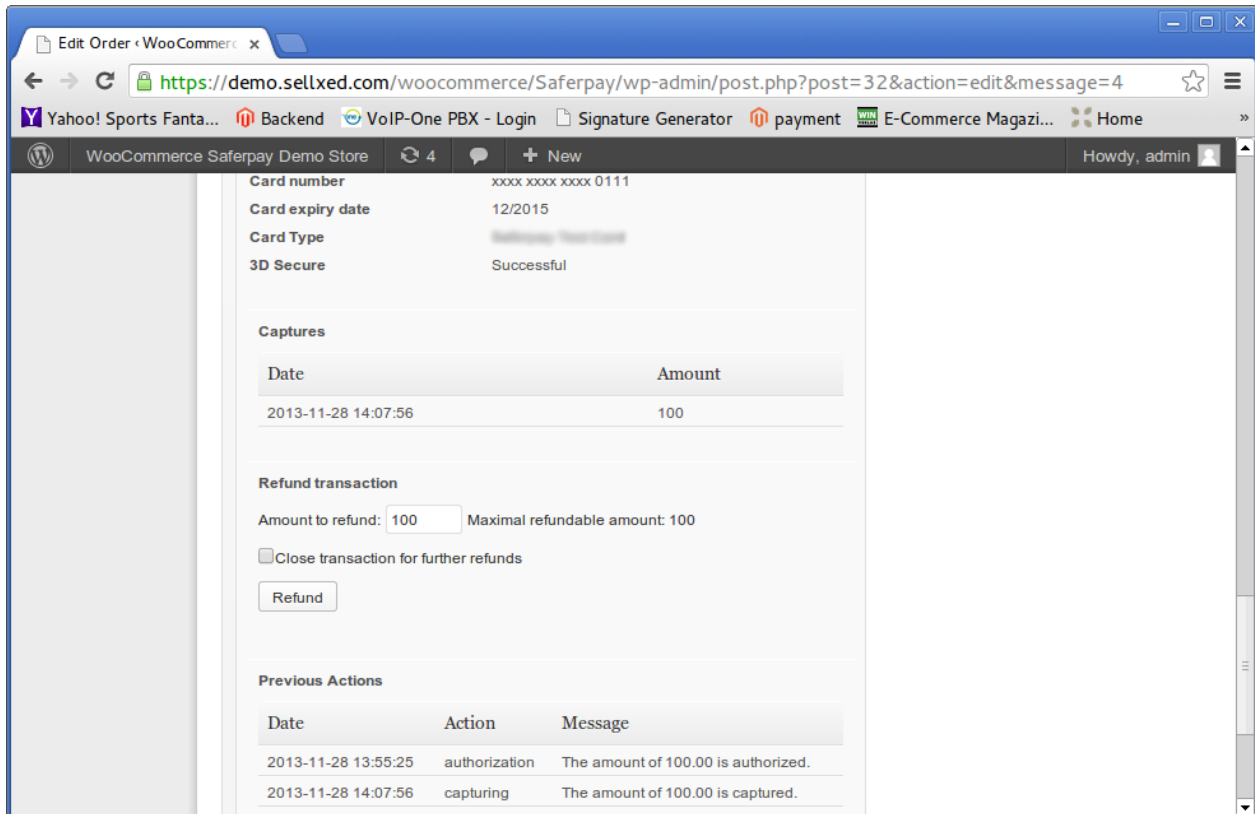 Edit Order ‹ WooCommerc
https://demo.sellxed.com/woocommerce/Saferpay/wp-admin/post.php?post=32&action=edit&message=4
Yahoo! Sports Fanta... Backend VoIP-One PBX - Login Signature Generator payment E-Commerce Magazi... Home »
WooCommerce Saferpay Demo Store 4 + New Howdy, admin
Card number xxxx xxxx xxxx 0111
Card expiry date 12/2015
Card Type
3D Secure Successful
Captures
Date Amount
2013-11-28 14:07:56 100
Refund transaction
Amount to refund: 100 Maximal refundable amount: 100
Close transaction for further refunds
Refund
Previous Actions
Date Action Message
2013-11-28 13:55:25 authorization The amount of 100.00 is authorized.
2013-11-28 14:07:56 capturing The amount of 100.00 is captured.